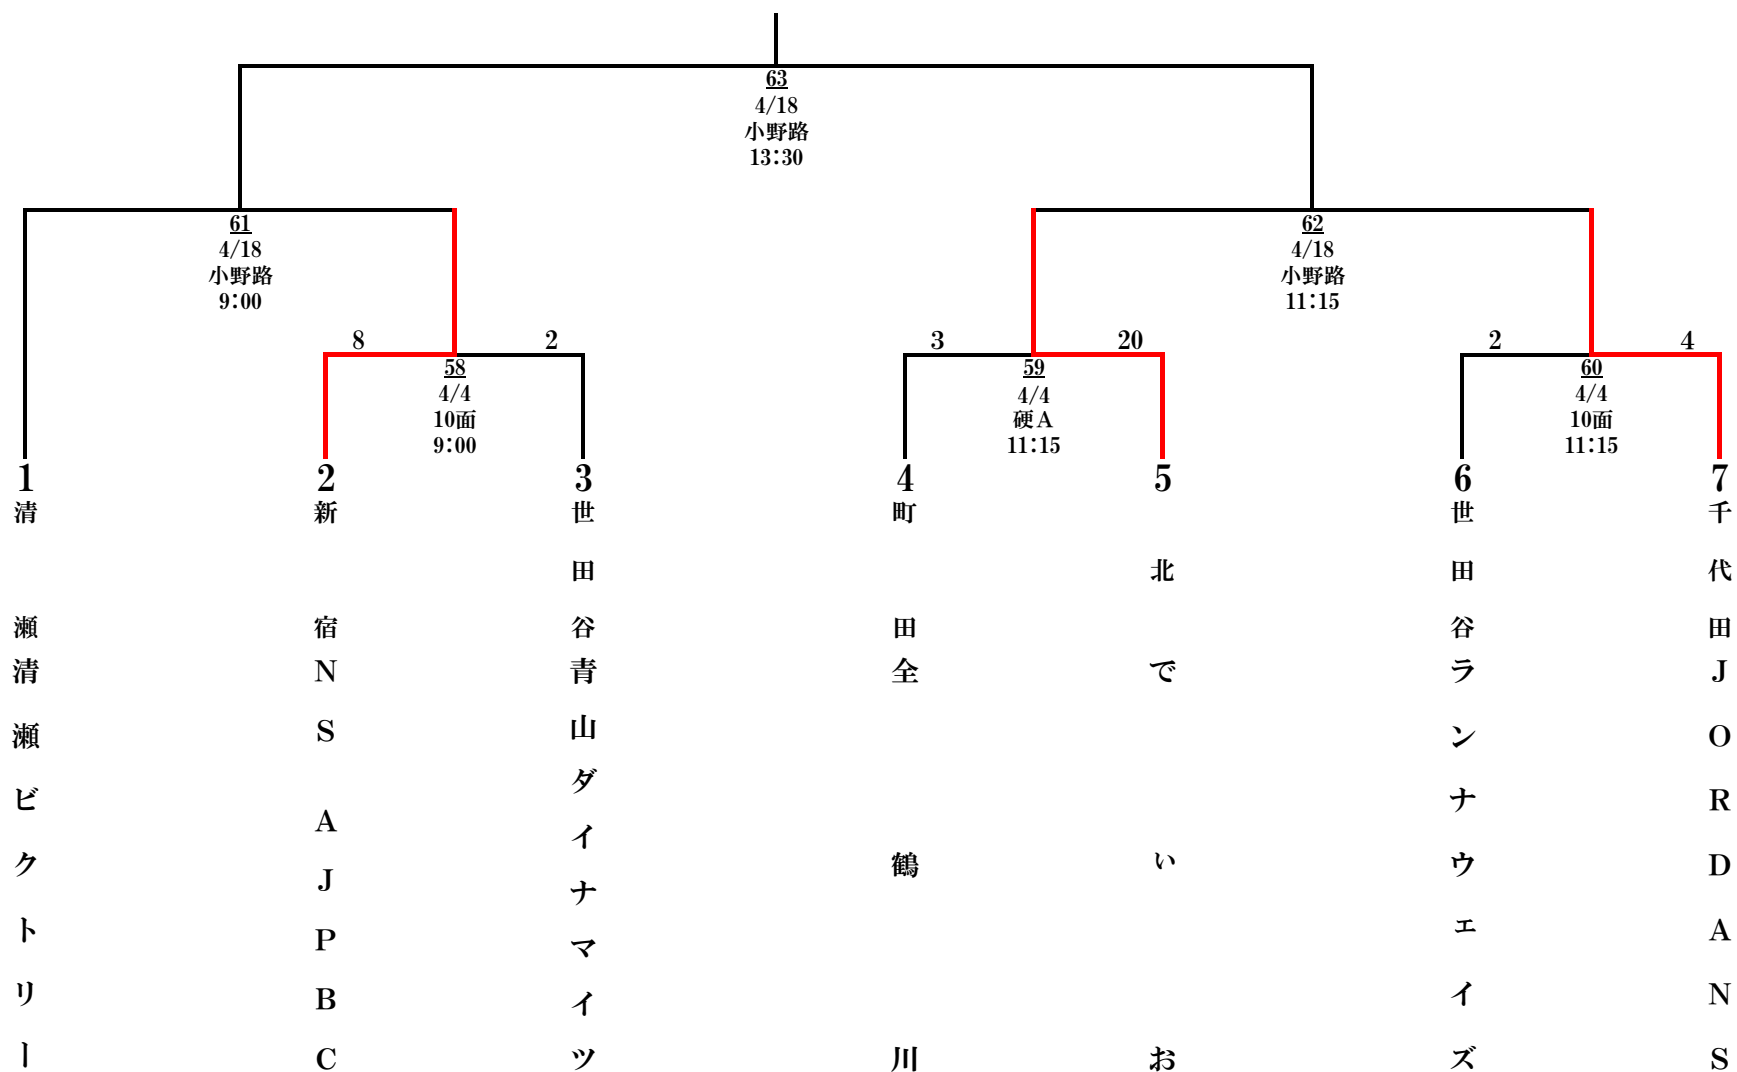 63
4/18
小野路
13:30
61
4/18
小野路
9:00
62
4/18
小野路
11:15
8
2
58
4/4
10面
9:00
3
20
59
4/4
硬A
11:15
2
4
60
4/4
10面
11:15
1
清瀬
清瀬ビクトリー
2
新宿
NS AJPBC
3
世田谷
青山ダイナマイツ
4
町田
全鶴川
5
北
でいお
6
世田谷
ランナウェイズ
7
千代田
JORDANS